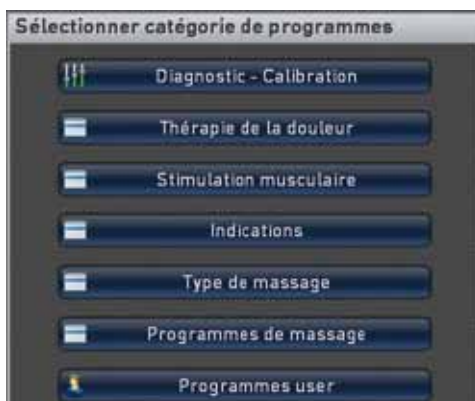 Sélectionner catégorie de programmes
Diagnostic - Calibration
Thérapie de la douleur
Stimulation musculaire
Indications
Type de massage
Programmes de massage
Programmes user